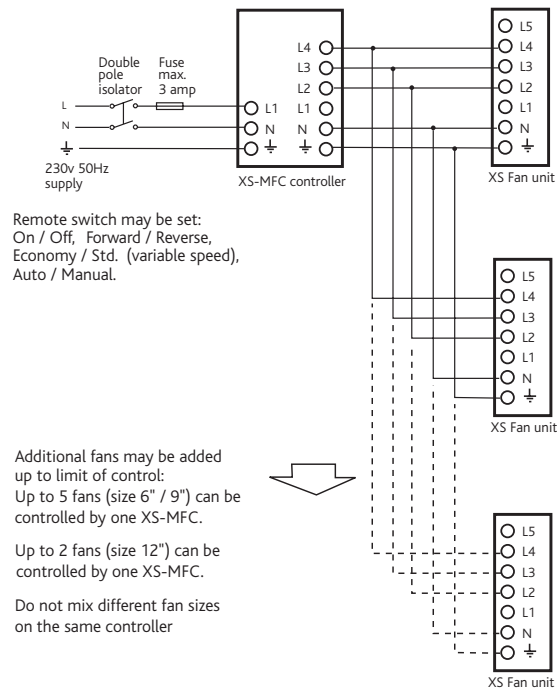 Double
pole
isolator
Fuse
max.
3 amp
L
N
⏚
230v 50Hz
supply
L4
L3
L2
L1 L1
N N
⏚ ⏚
XS-MFC controller
L5
L4
L3
L2
L1
N
⏚
XS Fan unit
Remote switch may be set:
On / Off, Forward / Reverse,
Economy / Std. (variable speed),
Auto / Manual.
L5
L4
L3
L2
L1
N
⏚
XS Fan unit
Additional fans may be added
up to limit of control:
Up to 5 fans (size 6" / 9") can be
controlled by one XS-MFC.
Up to 2 fans (size 12") can be
controlled by one XS-MFC.
Do not mix different fan sizes
on the same controller
L5
L4
L3
L2
L1
N
⏚
XS Fan unit